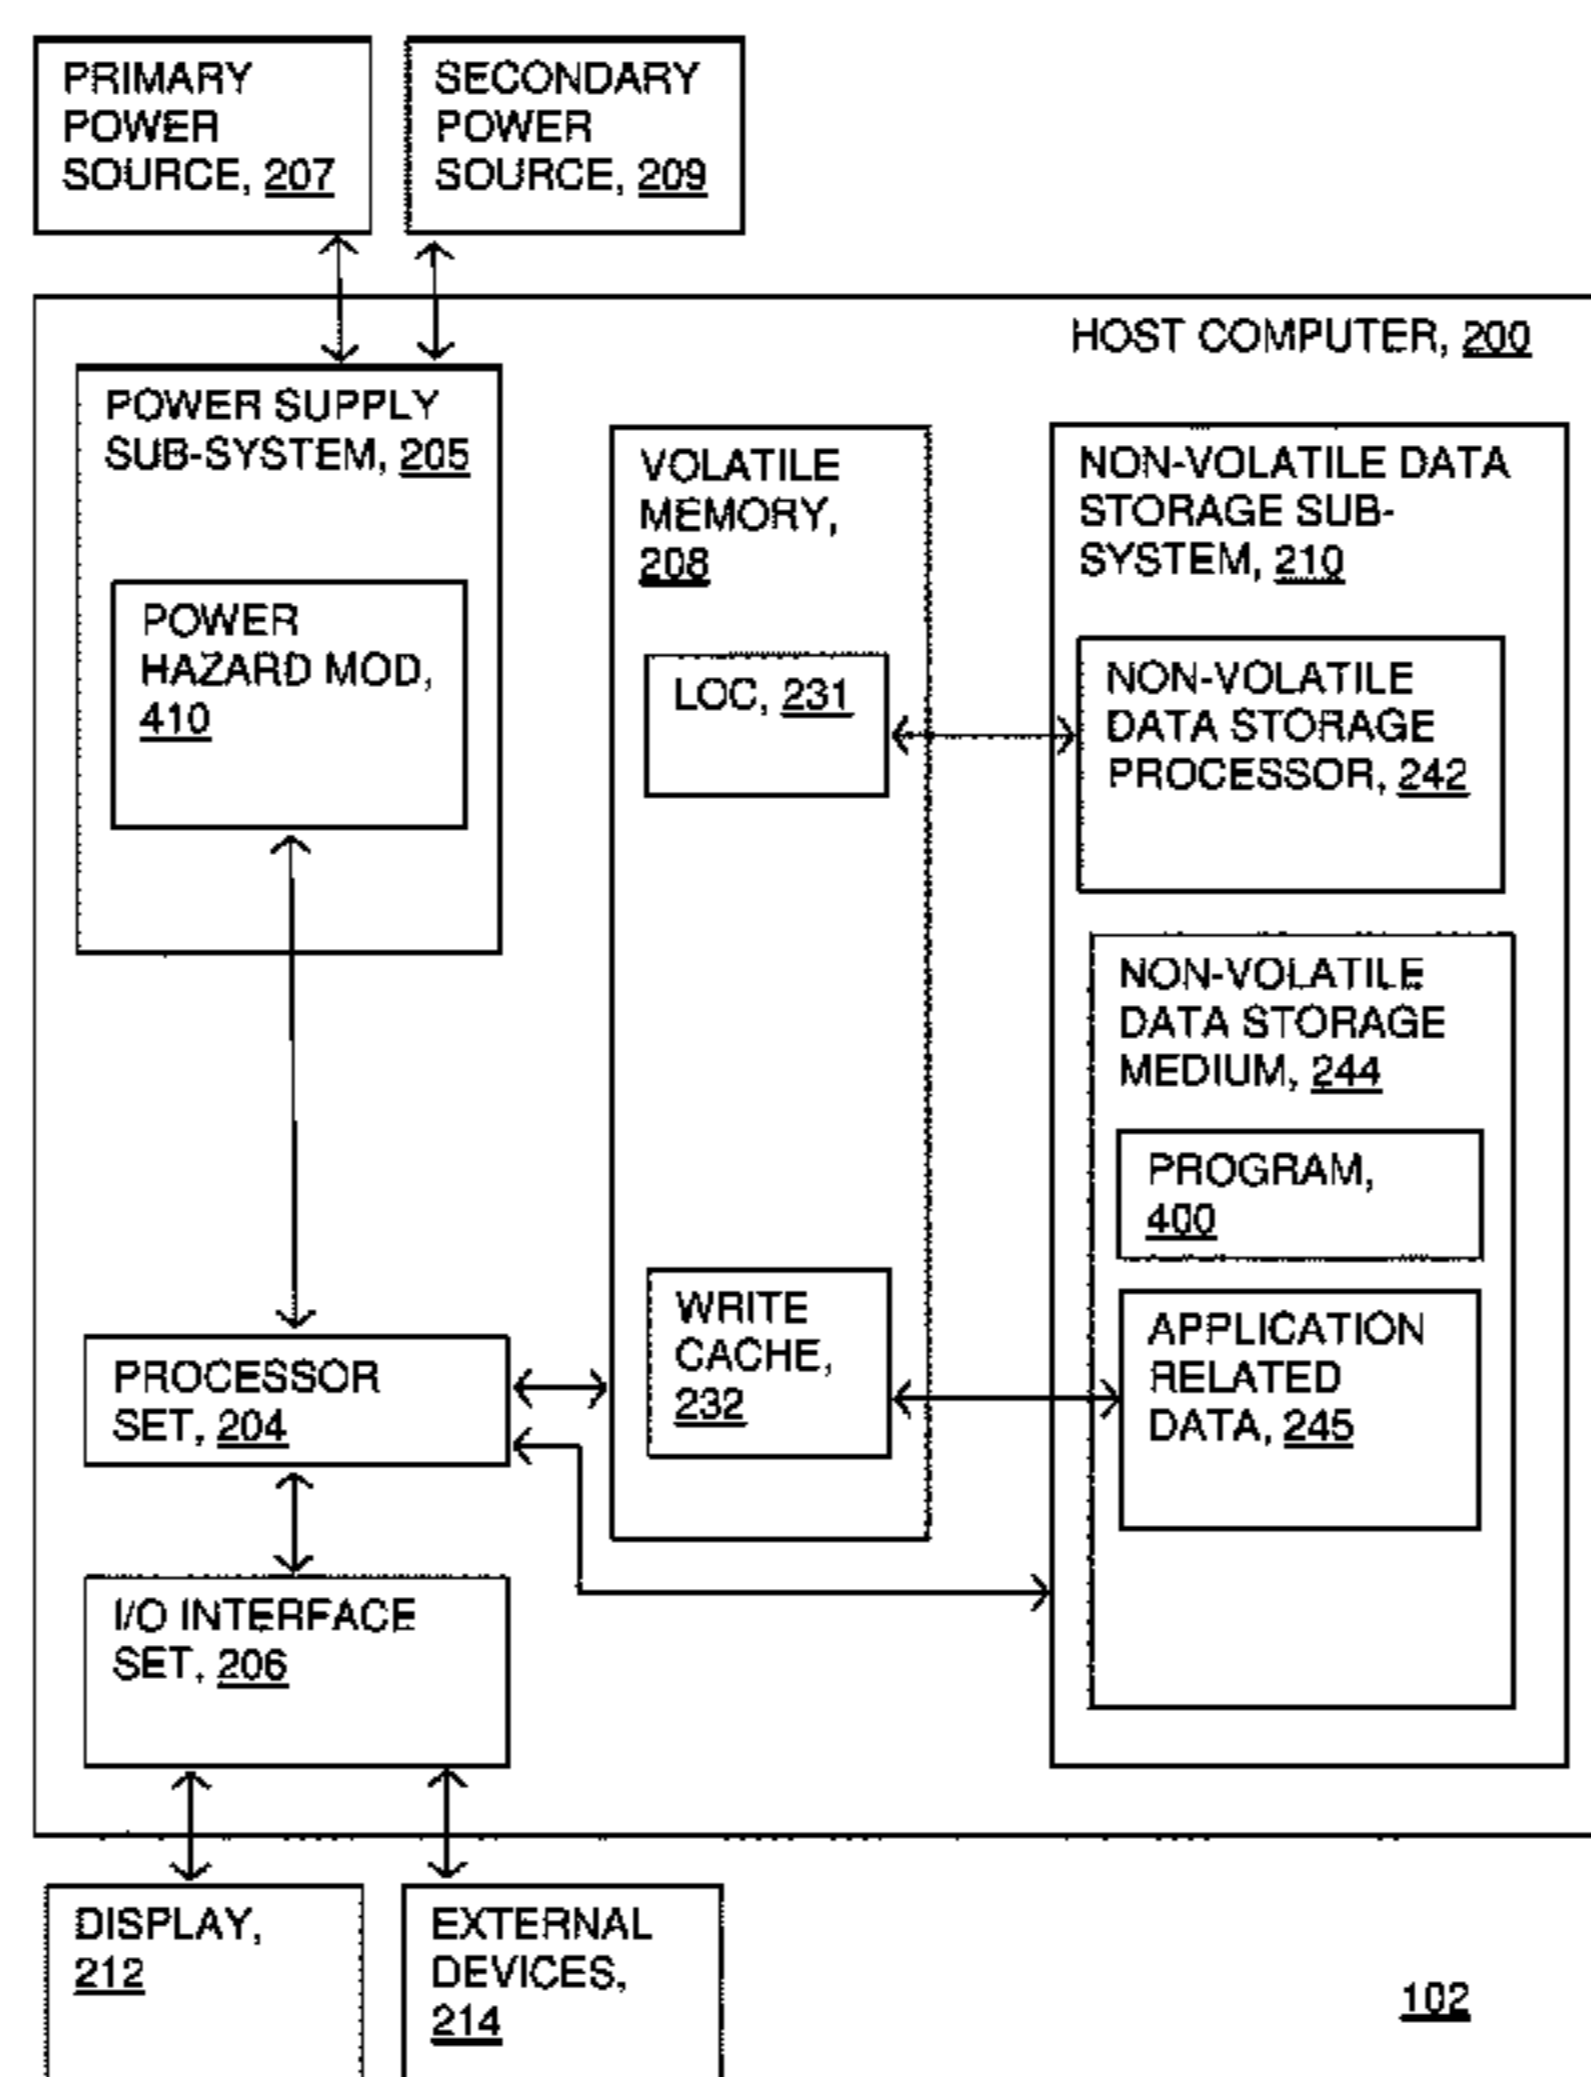 PRIMARY
POWER
SOURCE, 207
SECONDARY
POWER
SOURCE, 209
HOST COMPUTER, 200
POWER SUPPLY
SUB-SYSTEM, 205
POWER
HAZARD MOD,
410
VOLATILE
MEMORY,
208
LOC, 231
NON-VOLATILE DATA
STORAGE SUB-
SYSTEM, 210
NON-VOLATILE
DATA STORAGE
PROCESSOR, 242
NON-VOLATILE
DATA STORAGE
MEDIUM, 244
PROGRAM,
400
WRITE
CACHE,
232
APPLICATION
RELATED
DATA, 245
PROCESSOR
SET, 204
I/O INTERFACE
SET, 206
DISPLAY,
212
EXTERNAL
DEVICES,
214
102